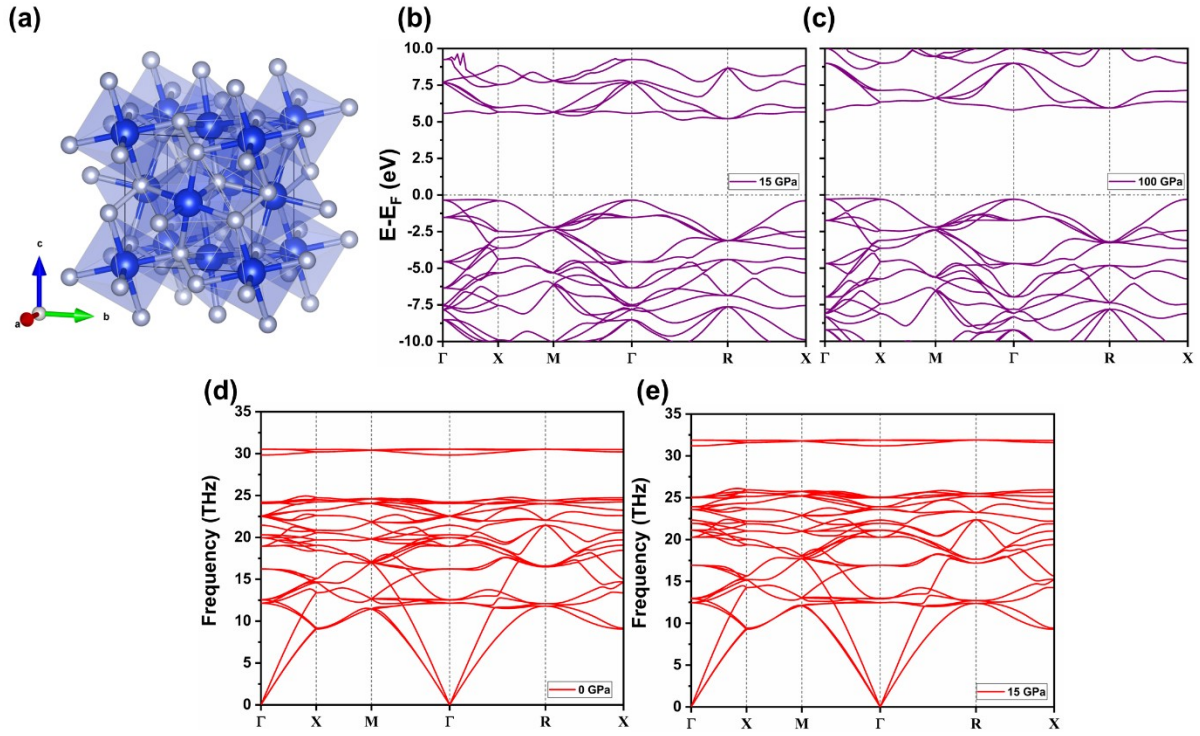 (a)
c
a
b
(b)
E-E_F (eV)
10.0
7.5
5.0
2.5
0.0
-2.5
-5.0
-7.5
-10.0
15 GPa
Γ X M Γ R X
(c)
100 GPa
Γ X M Γ R X
(d)
Frequency (THz)
35
30
25
20
15
10
5
0
0 GPa
Γ X M Γ R X
(e)
Frequency (THz)
35
30
25
20
15
10
5
0
15 GPa
Γ X M Γ R X